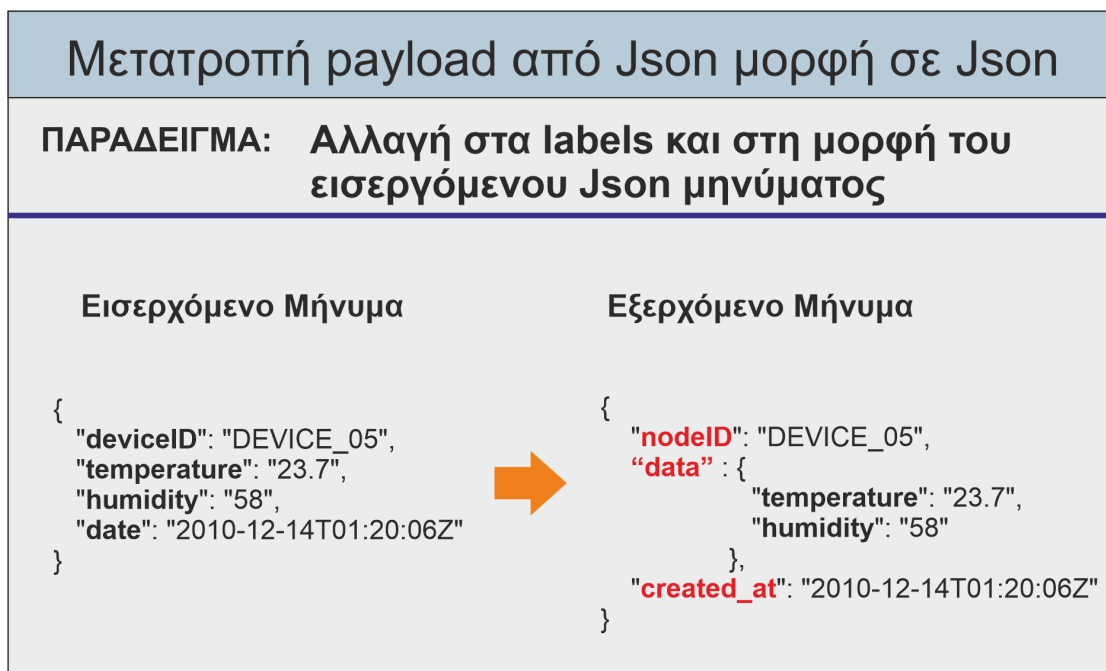 Μετατροπή payload από Json μορφή σε Json
ΠΑΡΑΔΕΙΓΜΑ: Αλλαγή στα labels και στη μορφή του
εισεργόμενου Json μηνύματος
Εισερχόμενο Μήνυμα
{
"deviceID": "DEVICE_05",
"temperature": "23.7",
"humidity": "58",
"date": "2010-12-14T01:20:06Z"
}
Εξερχόμενο Μήνυμα
{
"nodeID": "DEVICE_05",
“data” : {
"temperature": "23.7",
"humidity": "58"
},
"created_at": "2010-12-14T01:20:06Z"
}